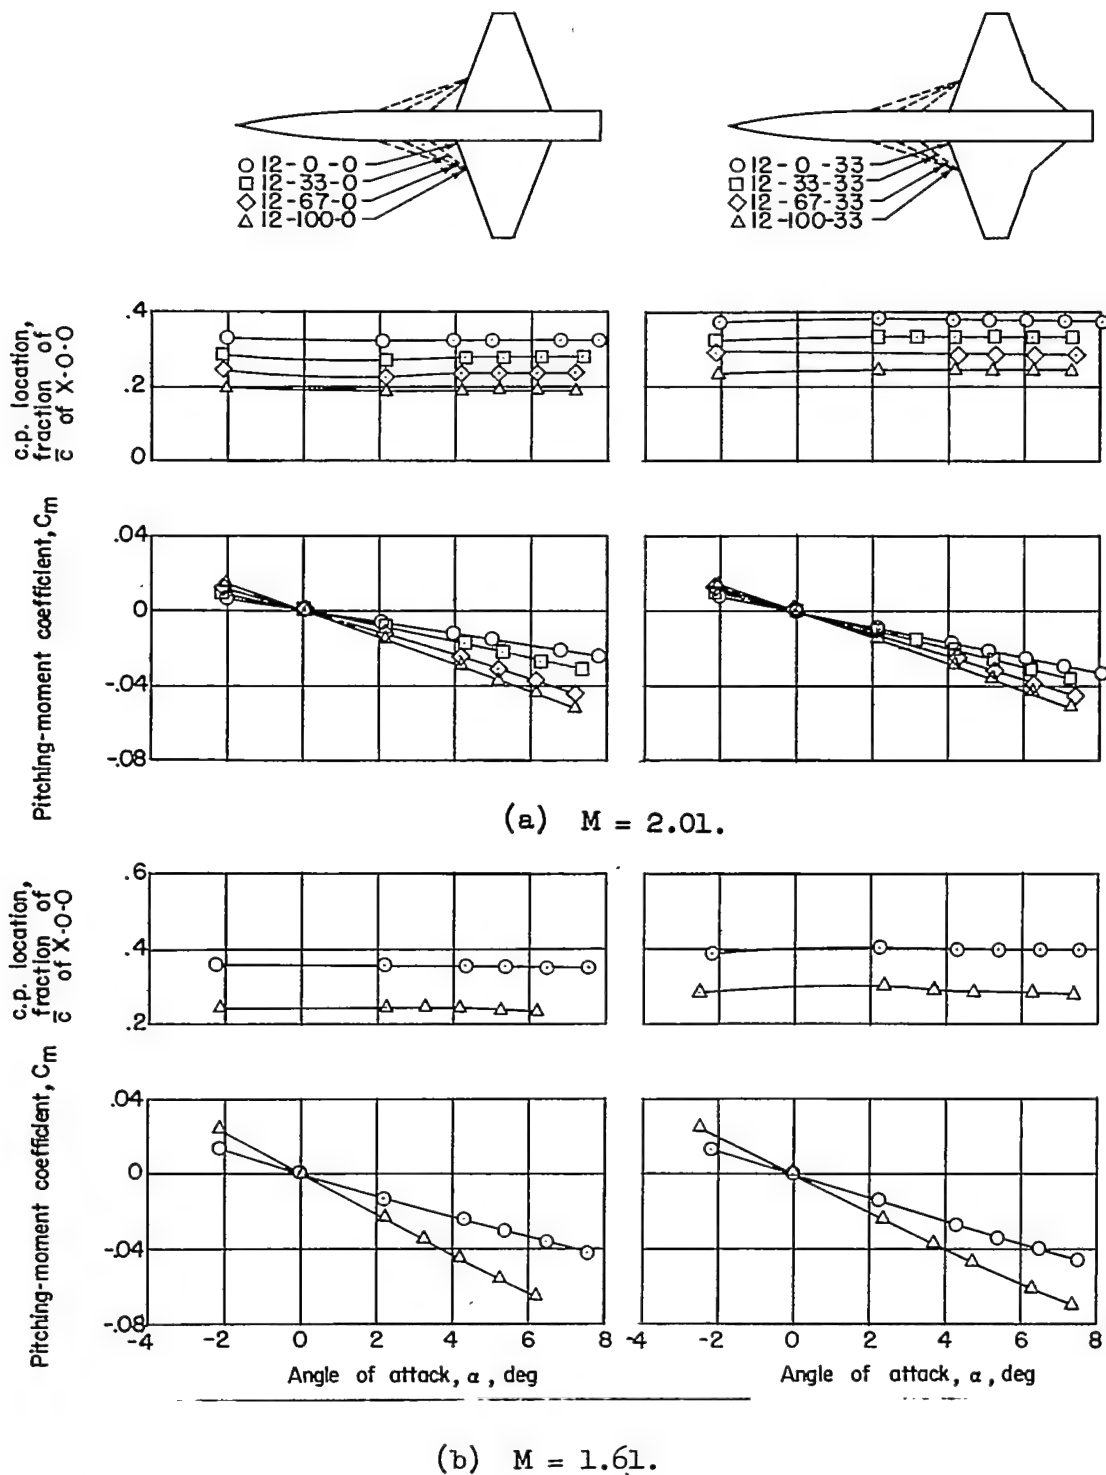 12-0-0
12-33-0
12-67-0
12-100-0
12-0-33
12-33-33
12-67-33
12-100-33
c.p. location,
fraction of
c̅ of X-0-0
.4
.2
0
Pitching-moment coefficient, Cm
.04
0
-.04
-.08
(a) M = 2.01.
c.p. location,
fraction of
c̅ of X-0-0
.6
.4
.2
Pitching-moment coefficient, Cm
.04
0
-.04
-.08
-4 -2 0 2 4 6 8
-4 -2 0 2 4 6 8
Angle of attack, α, deg
Angle of attack, α, deg
(b) M = 1.61.